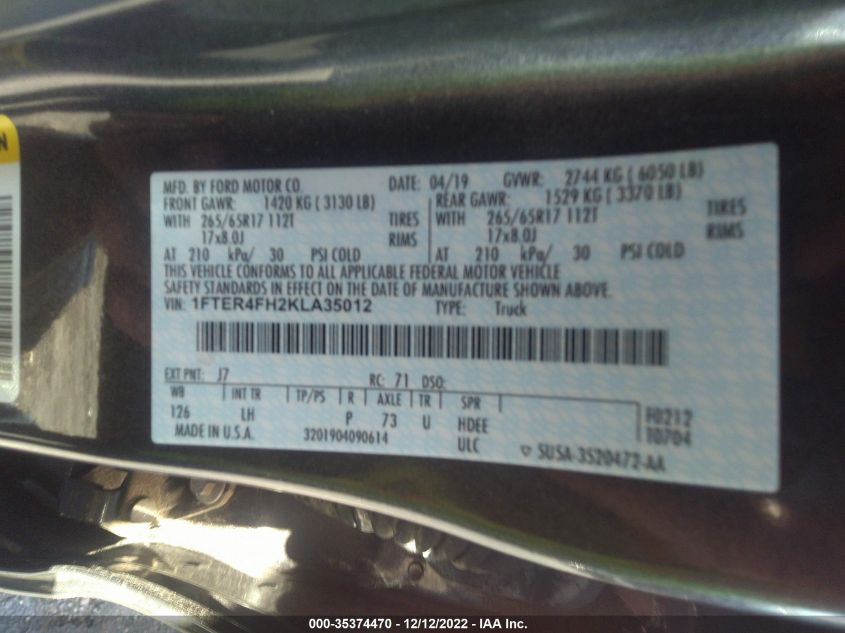 N
MFD. BY FORD MOTOR CO. DATE: 04/19 GVWR: 2744 KG ( 6050 LB)
FRONT GAWR: 1420 KG ( 3130 LB) REAR GAWR: 1529 KG ( 3370 LB)
WITH 265/65R17 112T TIRES WITH 265/65R17 112T TIRES
17x8.0J RIMS 17x8.0J RIMS
AT 210 kPa/ 30 PSI COLD AT 210 kPa/ 30 PSI COLD
THIS VEHICLE CONFORMS TO ALL APPLICABLE FEDERAL MOTOR VEHICLE
SAFETY STANDARDS IN EFFECT ON THE DATE OF MANUFACTURE SHOWN ABOVE.
VIN: 1FTER4FH2KLA35012 TYPE: Truck
EXT PNT: J7 RC: 71 DSO:
WB INT TR TP/PS R AXLE TR SPR
126 LH P 73 U HDEE F0212
MADE IN U.S.A. 3201904090614 ULC T0704
SU5A-3520472-AA
000-35374470 - 12/12/2022 - IAA Inc.